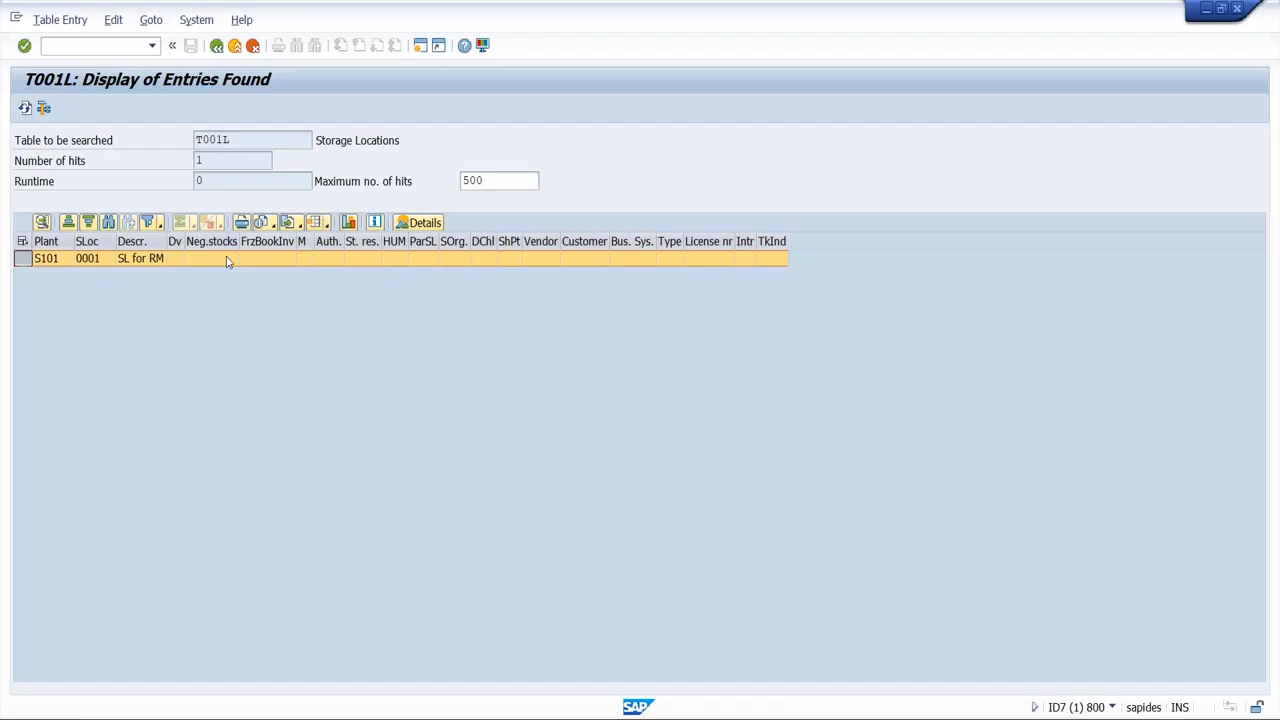 Table Entry Edit Goto System Help
T001L: Display of Entries Found
Table to be searched T001L Storage Locations
Number of hits 1
Runtime 0 Maximum no. of hits 500
Details
Plant SLoc Descr. Dv Neg.stocks FrzBookInv M Auth. St. res. HUM ParSL SOrg. DChl ShPt Vendor Customer Bus. Sys. Type License nr Intr TkInd
S101 0001 SL for RM
SAP ID7 (1) 800 sapides INS